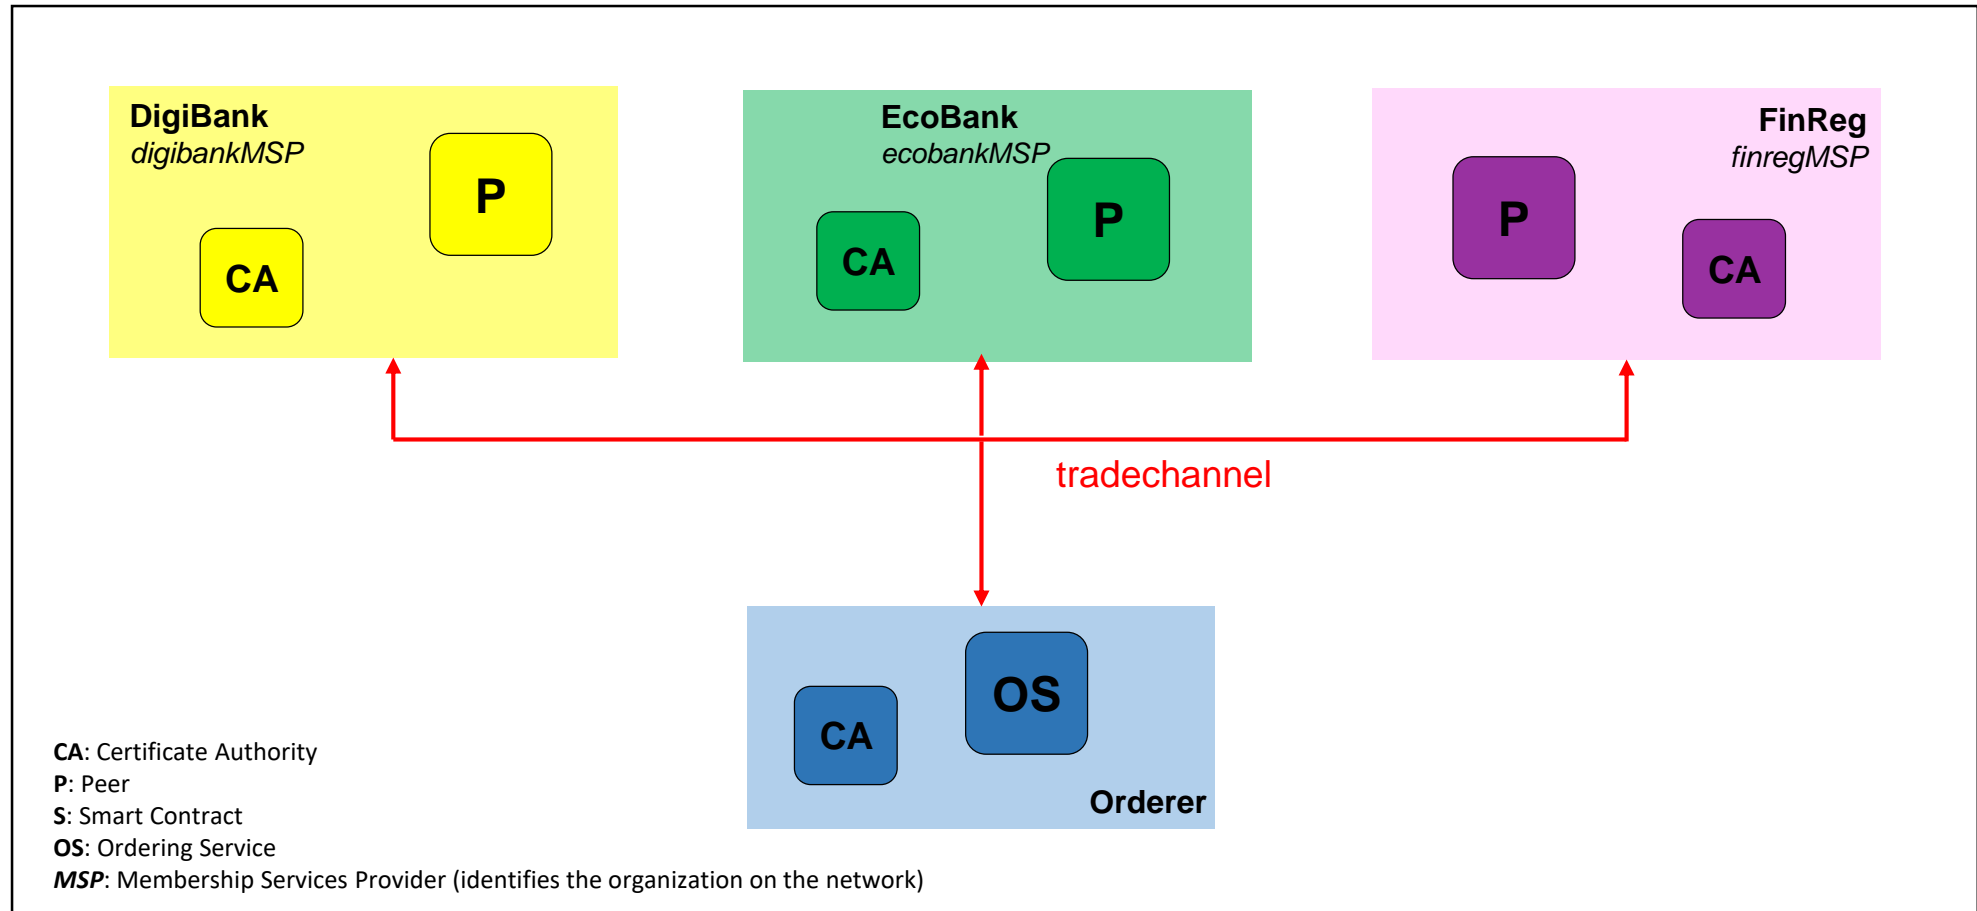 DigiBank
digibankMSP
P
CA
EcoBank
ecobankMSP
P
CA
FinReg
finregMSP
P
CA
tradechannel
OS
CA
Orderer
CA: Certificate Authority
P: Peer
S: Smart Contract
OS: Ordering Service
MSP: Membership Services Provider (identifies the organization on the network)